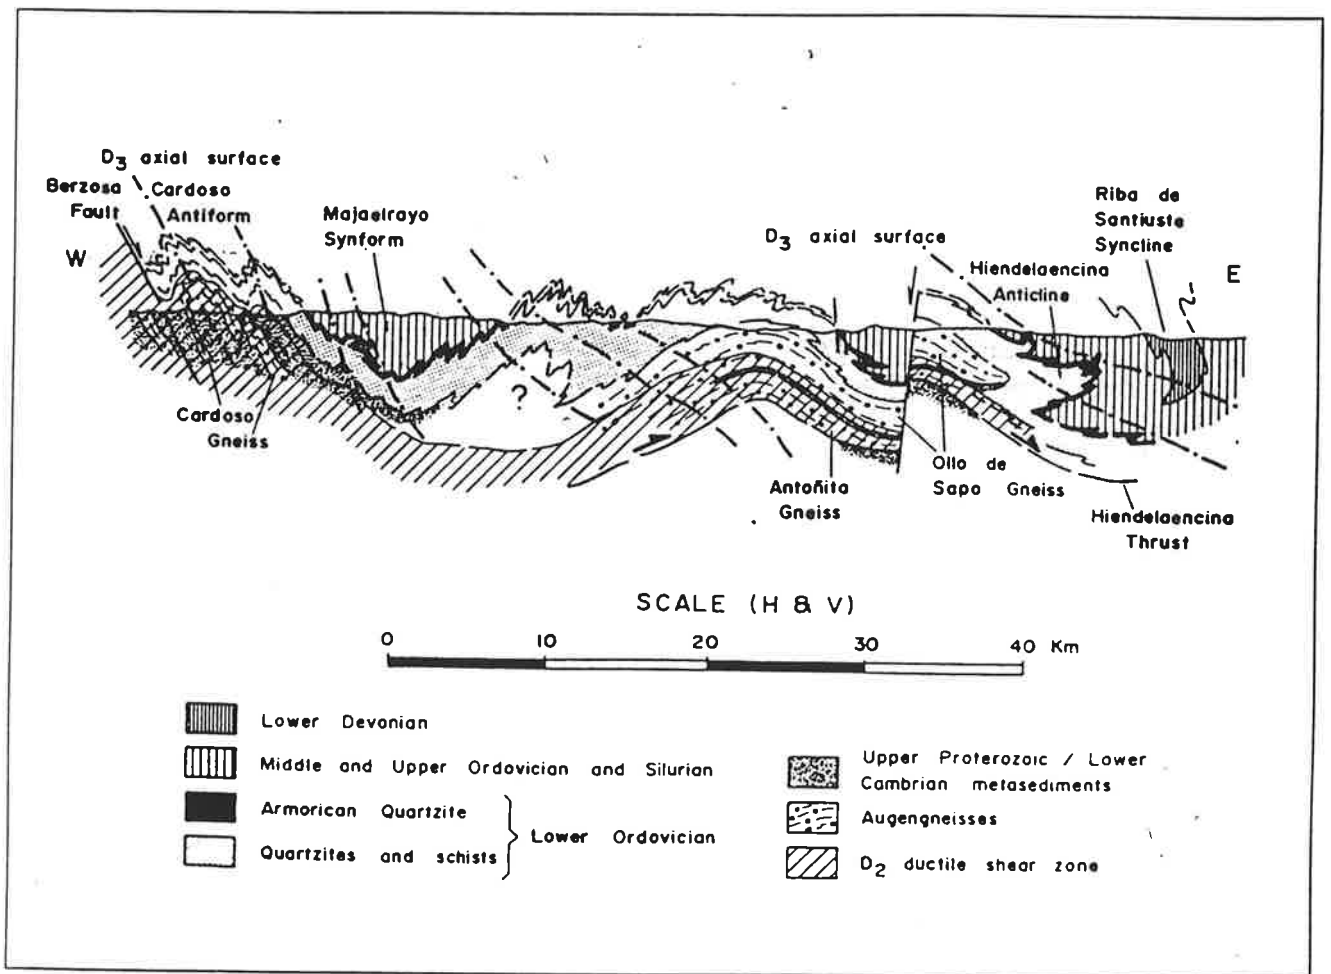 D3 axial surface
Berzosa
Fault
Cardoso
Antiform
W
Majaelrayo
Synform
D3 axial surface
Hiendelaencina
Anticline
Riba de
Santiuste
Syncline
E
?
Cardoso
Gneiss
Antoñita
Gneiss
Ollo de
Sapo Gneiss
Hiendelaencina
Thrust
SCALE (H & V)
0 10 20 30 40 Km
Lower Devonian
Middle and Upper Ordovician and Silurian
Armorican Quartzite
Quartzites and schists
Lower Ordovician
Upper Proterozoic / Lower
Cambrian metasediments
Augengneisses
D2 ductile shear zone